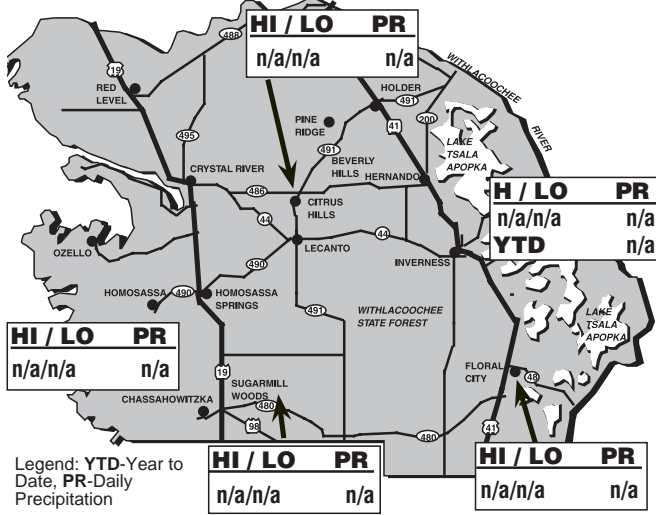 HI / LO PR
n/a/n/a n/a
488
19
RED
LEVEL
HOLDER
491
WITHLACOOCHEE
RIVER
PINE
RIDGE
41
200
495
LAKE
TSALA
APOPKA
491
BEVERLY
HILLS
CRYSTAL RIVER
HERNANDO
486
H / LO PR
n/a/n/a n/a
YTD n/a
CITRUS
HILLS
44
44
OZELLO
LECANTO
INVERNESS
490
HOMOSASSA
490
HOMOSASSA
SPRINGS
491
WITHLACOOCHEE
STATE FOREST
LAKE
TSALA
APOPKA
HI / LO PR
n/a/n/a n/a
19
FLORAL
CITY
48
SUGARMILL
WOODS
CHASSAHOWITZKA
480
98
480
41
HI / LO PR
n/a/n/a n/a
HI / LO PR
n/a/n/a n/a
Legend: YTD-Year to
Date, PR-Daily
Precipitation